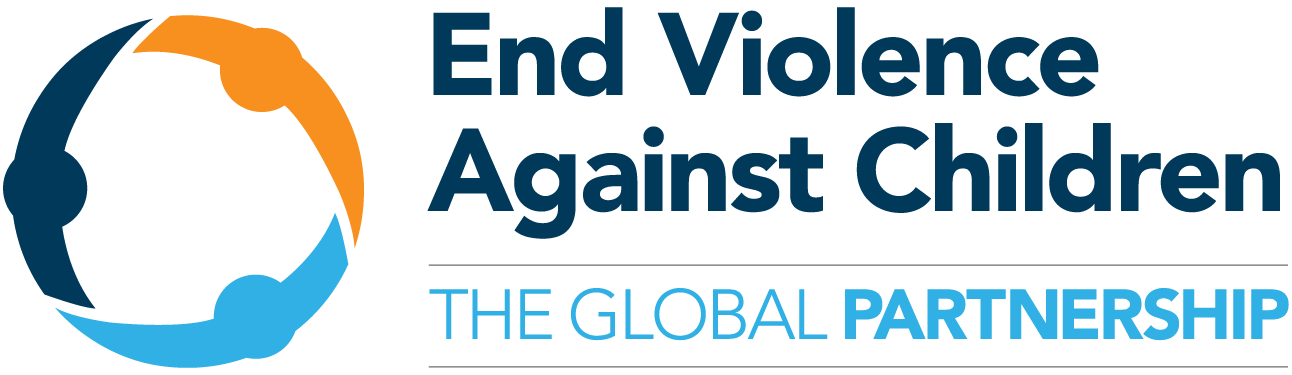 End Violence
Against Children
THE GLOBAL PARTNERSHIP